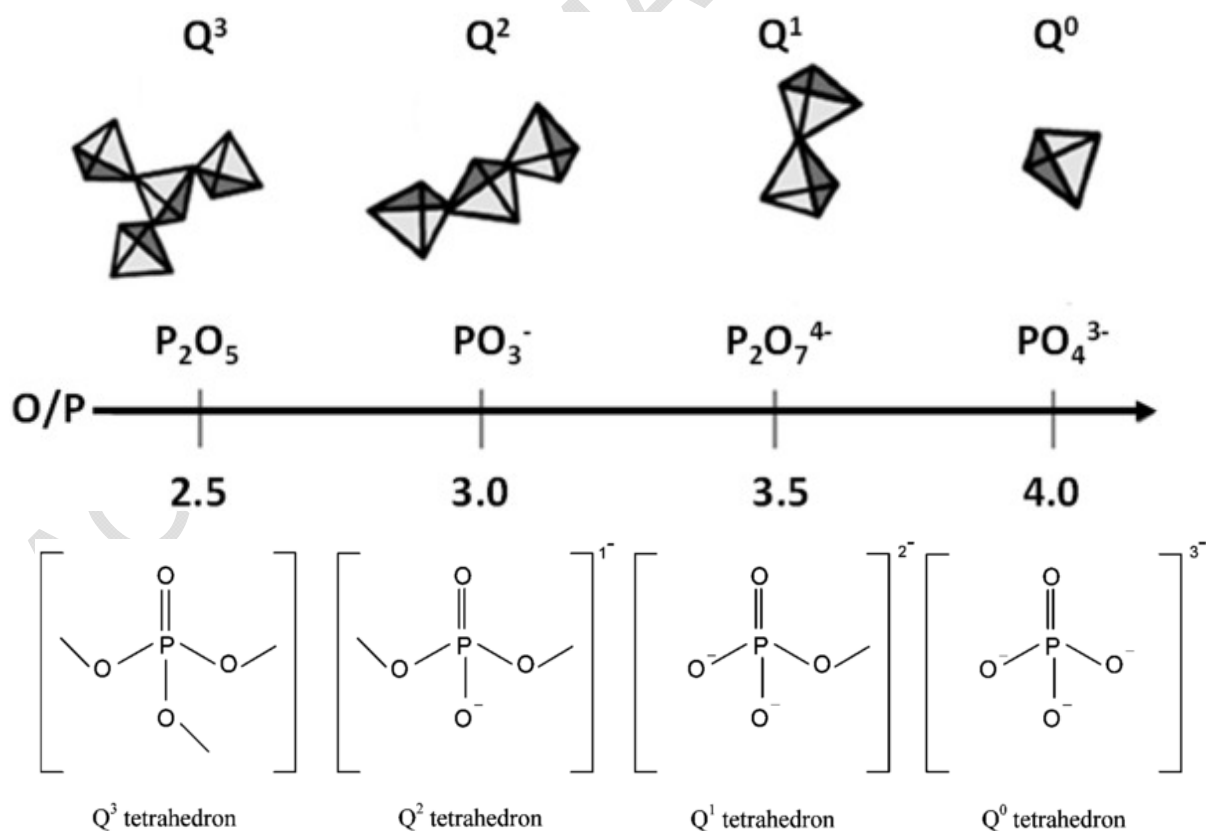 Q³ Q² Q¹ Q⁰
P₂O₅ PO₃⁻ P₂O₇⁴⁻ PO₄³⁻
O/P
2.5 3.0 3.5 4.0
1- 2- 3-
O O O O
P P P P
O O O O⁻ O O⁻ O O⁻ O⁻
O O⁻ O⁻ O⁻
Q³ tetrahedron Q² tetrahedron Q¹ tetrahedron Q⁰ tetrahedron